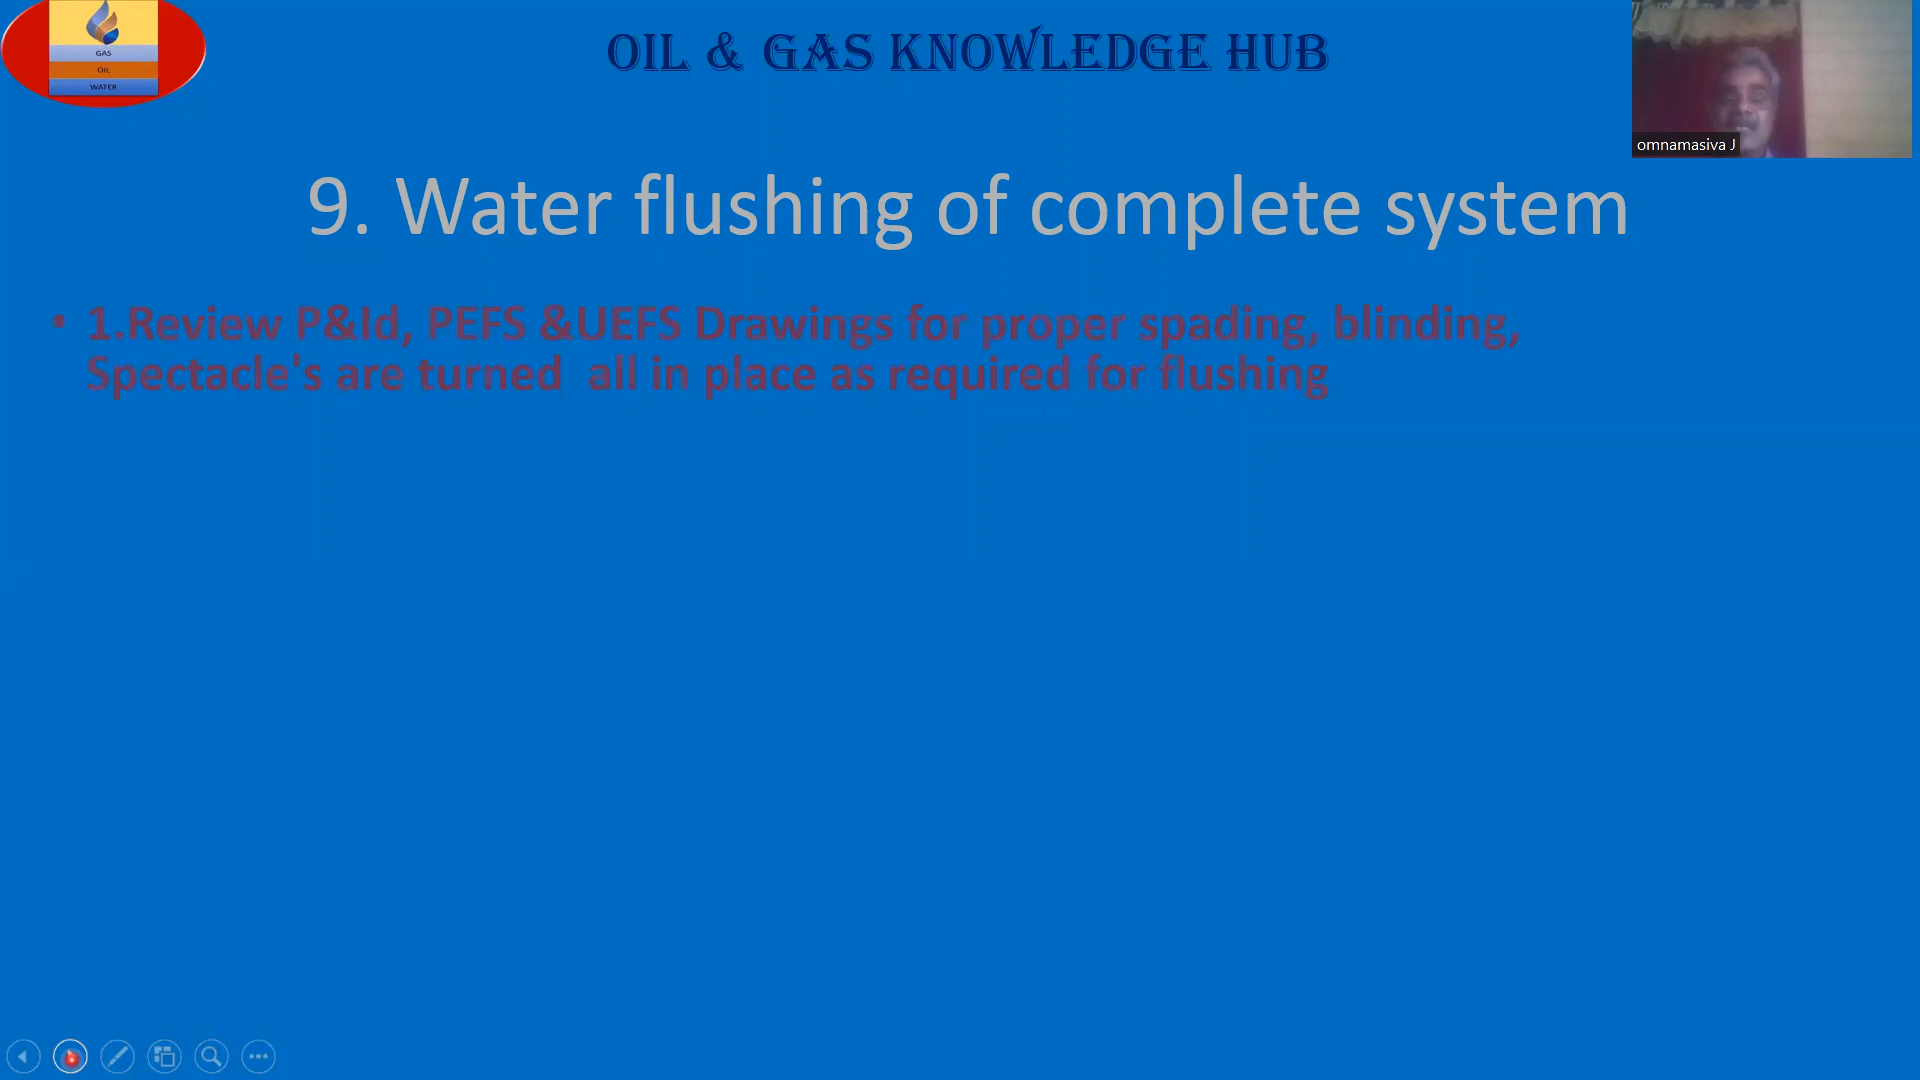 GAS
OIL
WATER
OIL & GAS KNOWLEDGE HUB
omnamasiva J
9. Water flushing of complete system
• 1.Review P&Id, PEFS &UEFS Drawings for proper spading, blinding,
Spectacle's are turned  all in place as required for flushing